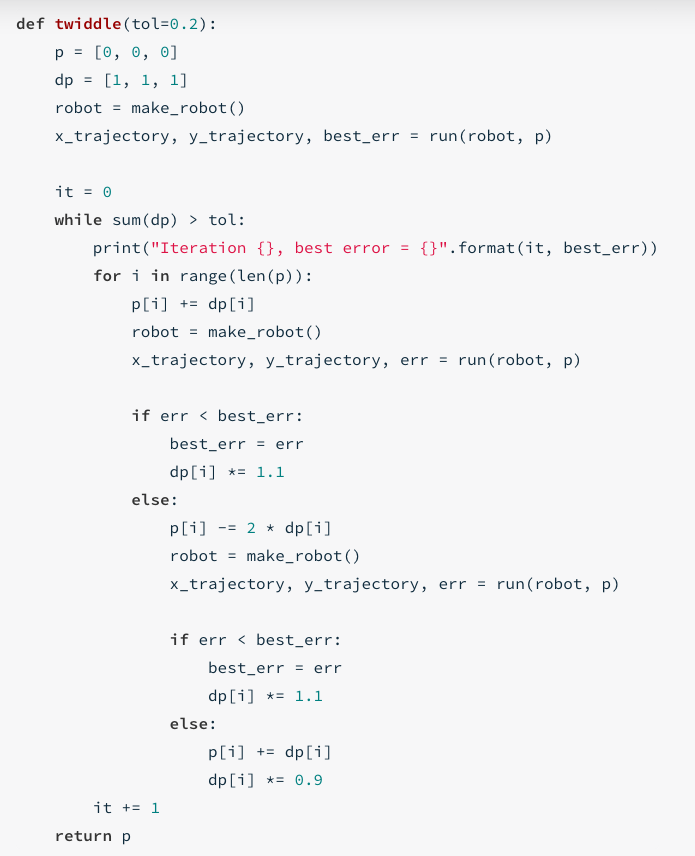 def twiddle(tol=0.2):
    p = [0, 0, 0]
    dp = [1, 1, 1]
    robot = make_robot()
    x_trajectory, y_trajectory, best_err = run(robot, p)

    it = 0
    while sum(dp) > tol:
        print("Iteration {}, best error = {}".format(it, best_err))
        for i in range(len(p)):
            p[i] += dp[i]
            robot = make_robot()
            x_trajectory, y_trajectory, err = run(robot, p)

            if err < best_err:
                best_err = err
                dp[i] *= 1.1
            else:
                p[i] -= 2 * dp[i]
                robot = make_robot()
                x_trajectory, y_trajectory, err = run(robot, p)

                if err < best_err:
                    best_err = err
                    dp[i] *= 1.1
                else:
                    p[i] += dp[i]
                    dp[i] *= 0.9
        it += 1
    return p